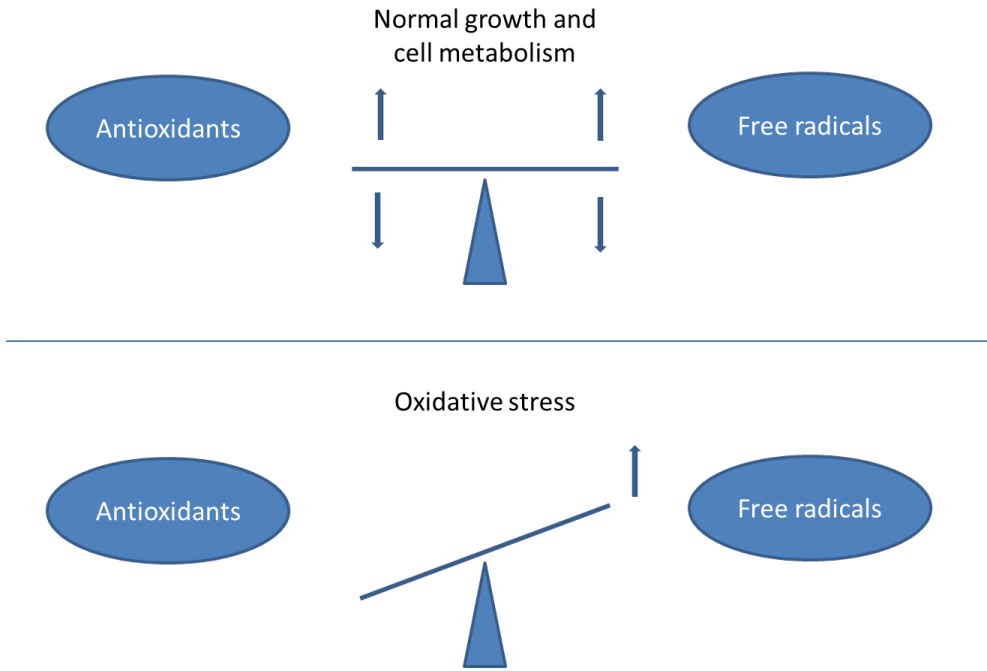 Normal growth and
cell metabolism
Antioxidants
Free radicals
Oxidative stress
Antioxidants
Free radicals